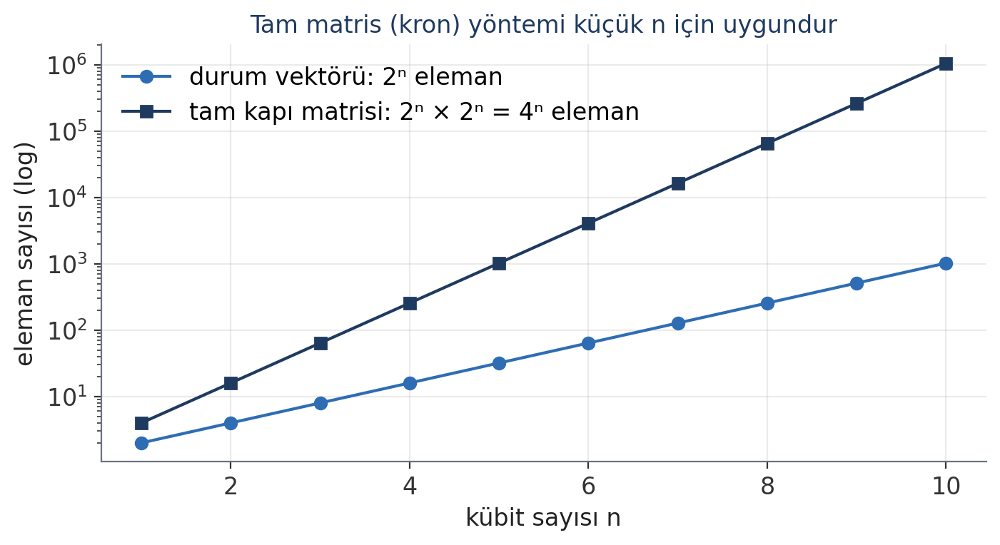 Tam matris (kron) yöntemi küçük n için uygundur
durum vektörü: 2ⁿ eleman
tam kapı matrisi: 2ⁿ × 2ⁿ = 4ⁿ eleman
eleman sayısı (log)
10⁶
10⁵
10⁴
10³
10²
10¹
2 4 6 8 10
kübit sayısı n